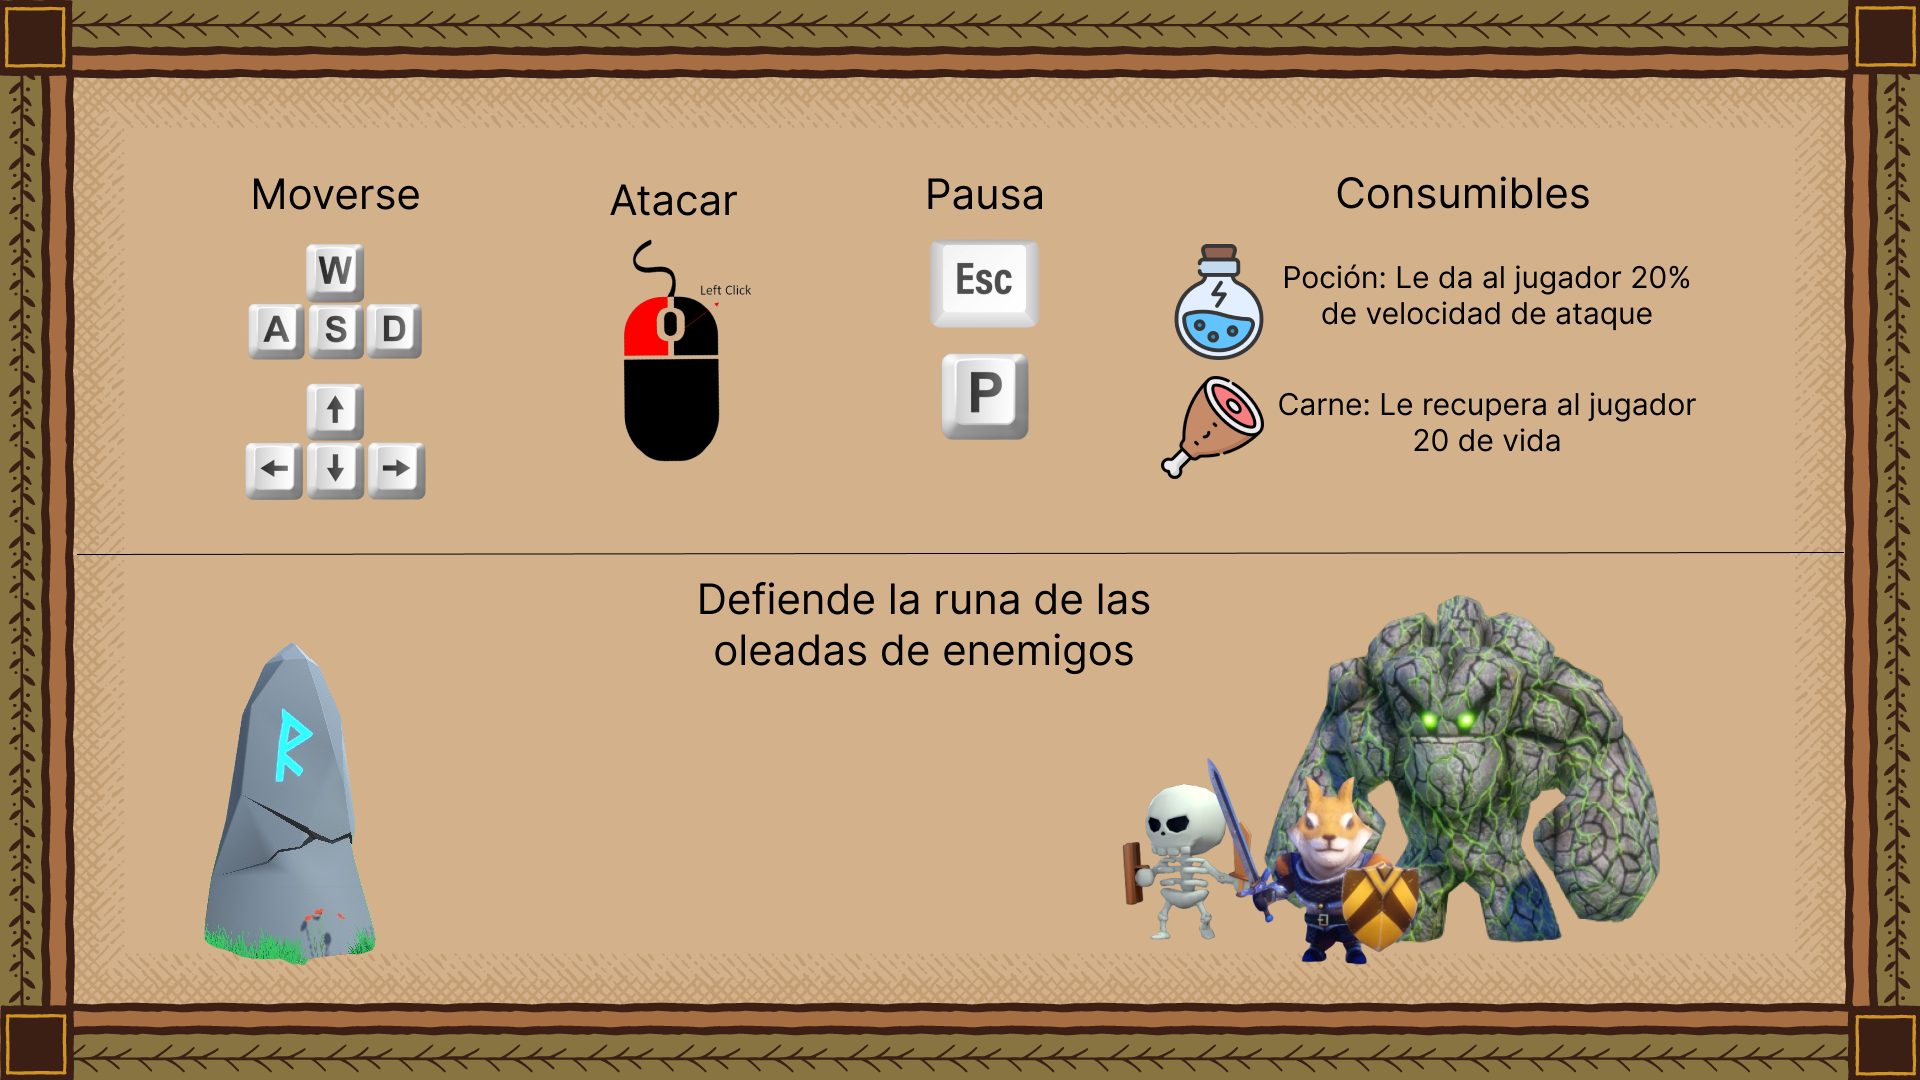 Moverse
W
A S D
Atacar
Left Click
Pausa
Esc
P
Consumibles
Poción: Le da al jugador 20%
de velocidad de ataque
Carne: Le recupera al jugador
20 de vida
Defiende la runa de las
oleadas de enemigos
ᚱ